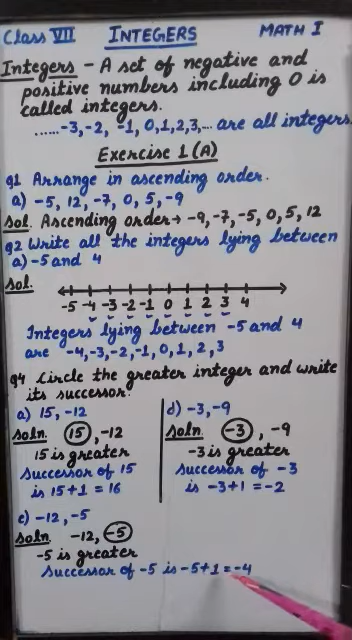 Class VII INTEGERS MATH I
Integers - A set of negative and
positive numbers including 0 is
called integers.
......-3,-2, -1, 0,1,2,3,... are all integers.
Exercise 1(A)
Q1 Arrange in ascending order.
a) -5, 12, -7, 0, 5, -9
Sol. Ascending order→ -9,-7,-5, 0, 5, 12
Q2 Write all the integers lying between
a) -5 and 4
Sol.
-5 -4 -3 -2 -1 0 1 2 3 4
Integers lying between -5 and 4
are -4,-3,-2,-1, 0, 1, 2, 3
Q4 Circle the greater integer and write
its successor.
a) 15, -12
Soln. 15, -12
15 is greater
Successor of 15
is 15+1 = 16
d) -3, -9
Soln. -3, -9
-3 is greater
Successor of -3
is -3+1 = -2
c) -12, -5
Soln. -12, -5
-5 is greater
Successor of -5 is -5+1 = -4